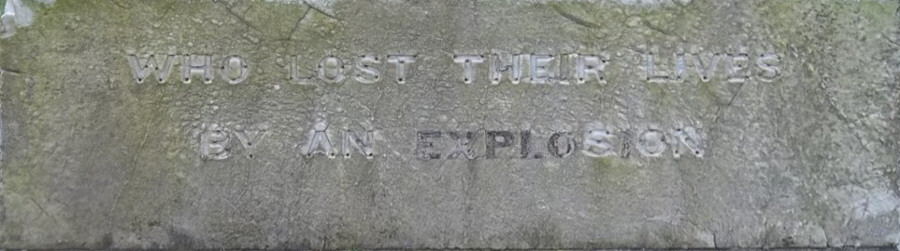 WHO LOST THEIR LIVES
BY AN EXPLOSION